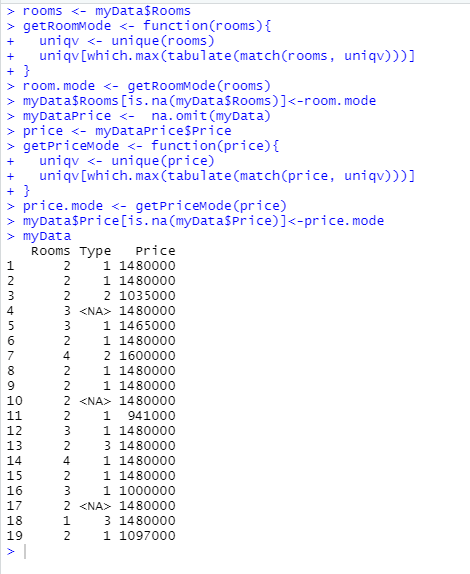 > rooms <- myData$Rooms
> getRoomMode <- function(rooms){
+   uniqv <- unique(rooms)
+   uniqv[which.max(tabulate(match(rooms, uniqv)))]
+ }
> room.mode <- getRoomMode(rooms)
> myData$Rooms[is.na(myData$Rooms)]<-room.mode
> myDataPrice <-  na.omit(myData)
> price <- myDataPrice$Price
> getPriceMode <- function(price){
+   uniqv <- unique(price)
+   uniqv[which.max(tabulate(match(price, uniqv)))]
+ }
> price.mode <- getPriceMode(price)
> myData$Price[is.na(myData$Price)]<-price.mode
> myData
   Rooms Type   Price
1      2    1 1480000
2      2    1 1480000
3      2    2 1035000
4      3 <NA> 1480000
5      3    1 1465000
6      2    1 1480000
7      4    2 1600000
8      2    1 1480000
9      2    1 1480000
10     2 <NA> 1480000
11     2    1  941000
12     3    1 1480000
13     2    3 1480000
14     4    1 1480000
15     2    1 1480000
16     3    1 1000000
17     2 <NA> 1480000
18     1    3 1480000
19     2    1 1097000
>